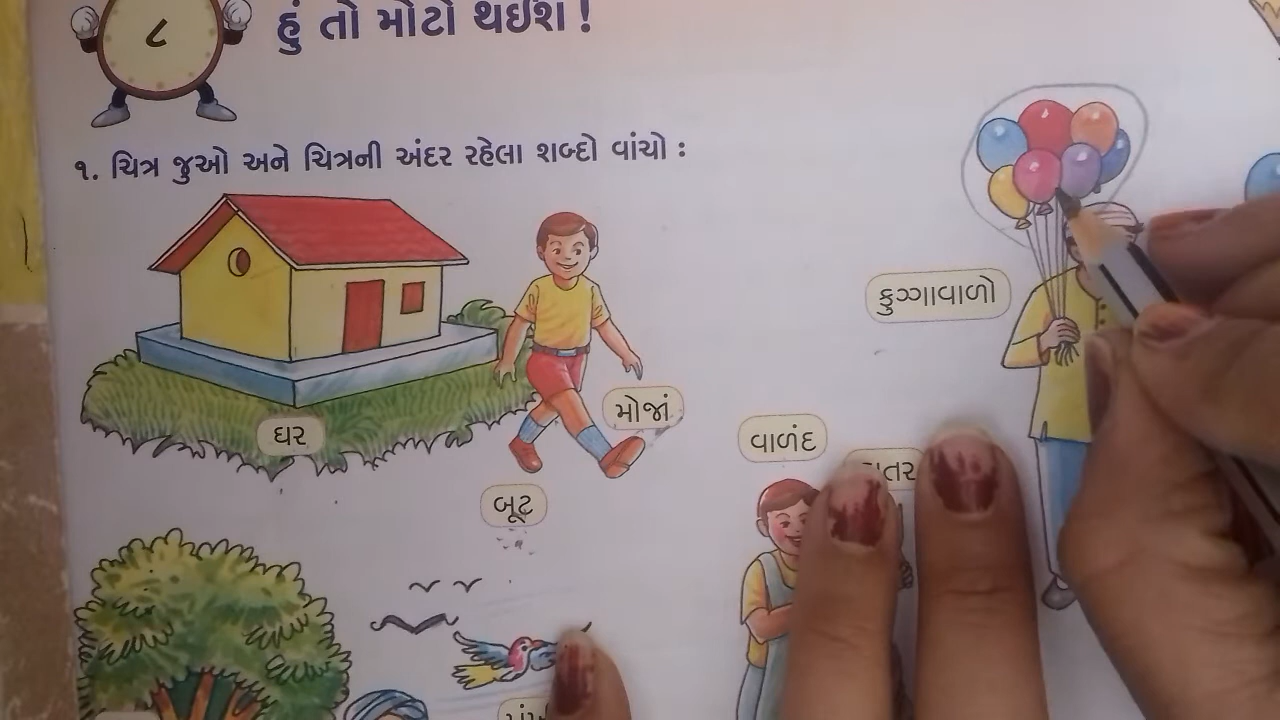 ૮
હું તો મોટો થઈશ !
૧. ચિત્ર જુઓ અને ચિત્રની અંદર રહેલા શબ્દો વાંચો :
ફુગ્ગાવાળો
મોજાં
ઘર
વાળંદ
બૂટ